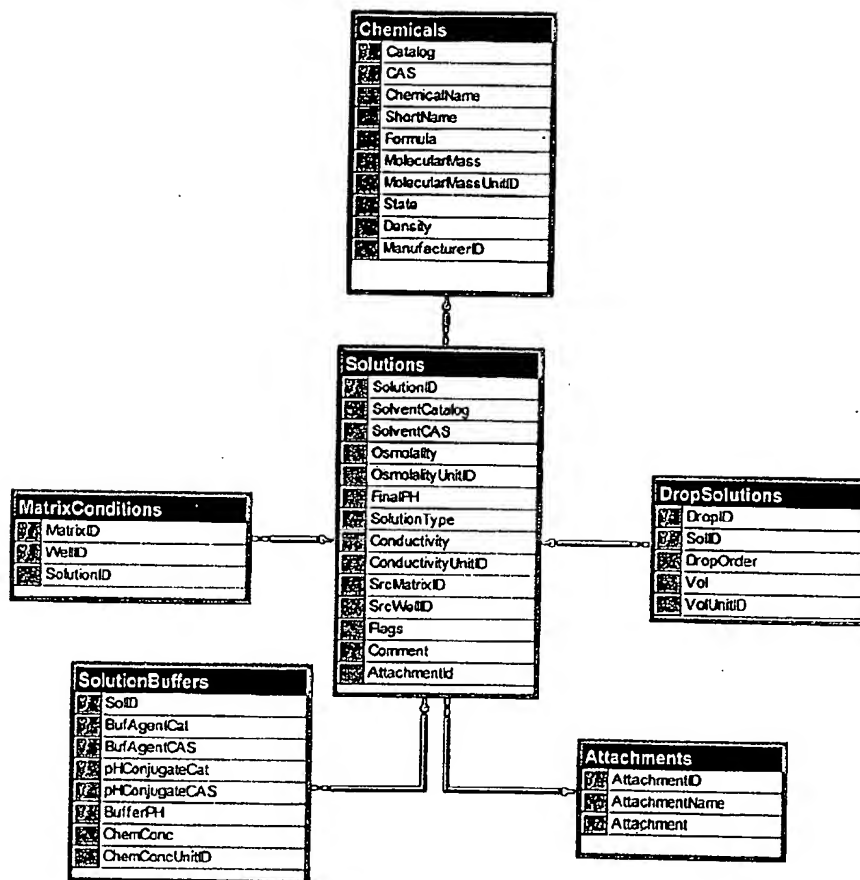 Chemicals
Catalog
CAS
ChemicalName
ShortName
Formula
MolecularMass
MolecularMassUnitID
State
Density
ManufacturerID
Solutions
SolutionID
SolventCatalog
SolventCAS
Osmolality
OsmolalityUnitID
FinalPH
SolutionType
Conductivity
ConductivityUnitID
SrcMatrixID
SrcWellID
Flags
Comment
AttachmentId
MatrixConditions
MatrixID
WellID
SolutionID
DropSolutions
DropID
SolID
DropOrder
Vol
VolUnitID
SolutionBuffers
SolID
BufAgentCat
BufAgentCAS
pHConjugateCat
pHConjugateCAS
BufferPH
ChemConc
ChemConcUnitID
Attachments
AttachmentID
AttachmentName
Attachment